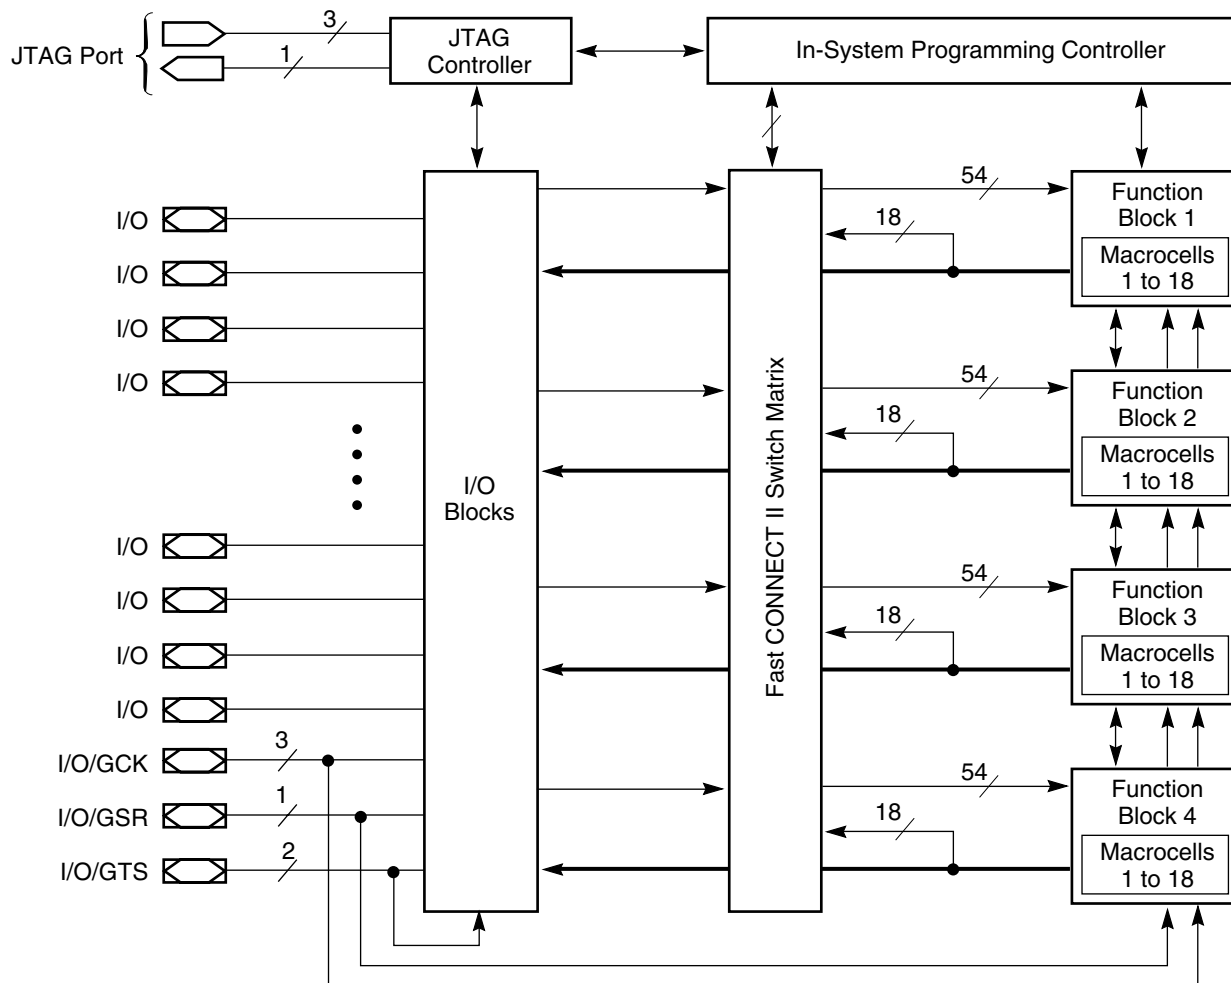 JTAG Port
3
1
JTAG
Controller
In-System Programming Controller
I/O
I/O
I/O
I/O
I/O
I/O
I/O
I/O
I/O/GCK
3
I/O/GSR
1
I/O/GTS
2
I/O
Blocks
Fast CONNECT II Switch Matrix
54
18
Function
Block 1
Macrocells
1 to 18
54
18
Function
Block 2
Macrocells
1 to 18
54
18
Function
Block 3
Macrocells
1 to 18
54
18
Function
Block 4
Macrocells
1 to 18